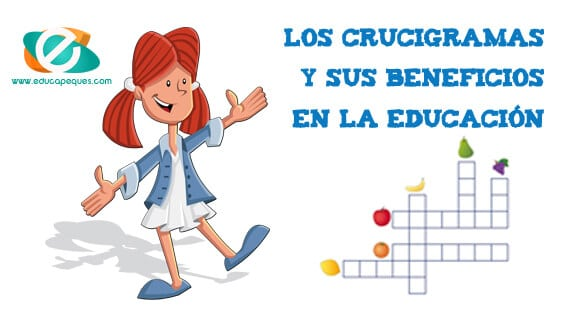 LOS CRUCIGRAMAS
Y SUS BENEFICIOS
EN LA EDUCACIÓN
e
www.educapeques.com